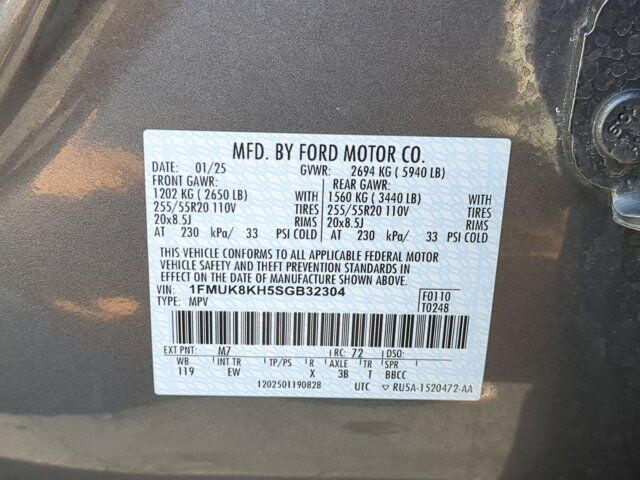 MFD. BY FORD MOTOR CO.
DATE: 01/25 GVWR: 2694 KG ( 5940 LB)
FRONT GAWR: REAR GAWR:
1202 KG ( 2650 LB) WITH 1560 KG ( 3440 LB) WITH
255/55R20 110V TIRES 255/55R20 110V TIRES
20x8.5J RIMS 20x8.5J RIMS
AT 230 kPa/ 33 PSI COLD AT 230 kPa/ 33 PSI COLD
THIS VEHICLE CONFORMS TO ALL APPLICABLE FEDERAL MOTOR
VEHICLE SAFETY AND THEFT PREVENTION STANDARDS IN
EFFECT ON THE DATE OF MANUFACTURE SHOWN ABOVE.
VIN: 1FMUK8KH5SGB32304 F0110
TYPE: MPV T0248
EXT PNT: M7 RC: 72 DSO:
WB INT TR TP/PS R AXLE TR SPR
119 EW X 3B T BBCC
1202501190828 UTC ▽ RU5A-1520472-AA